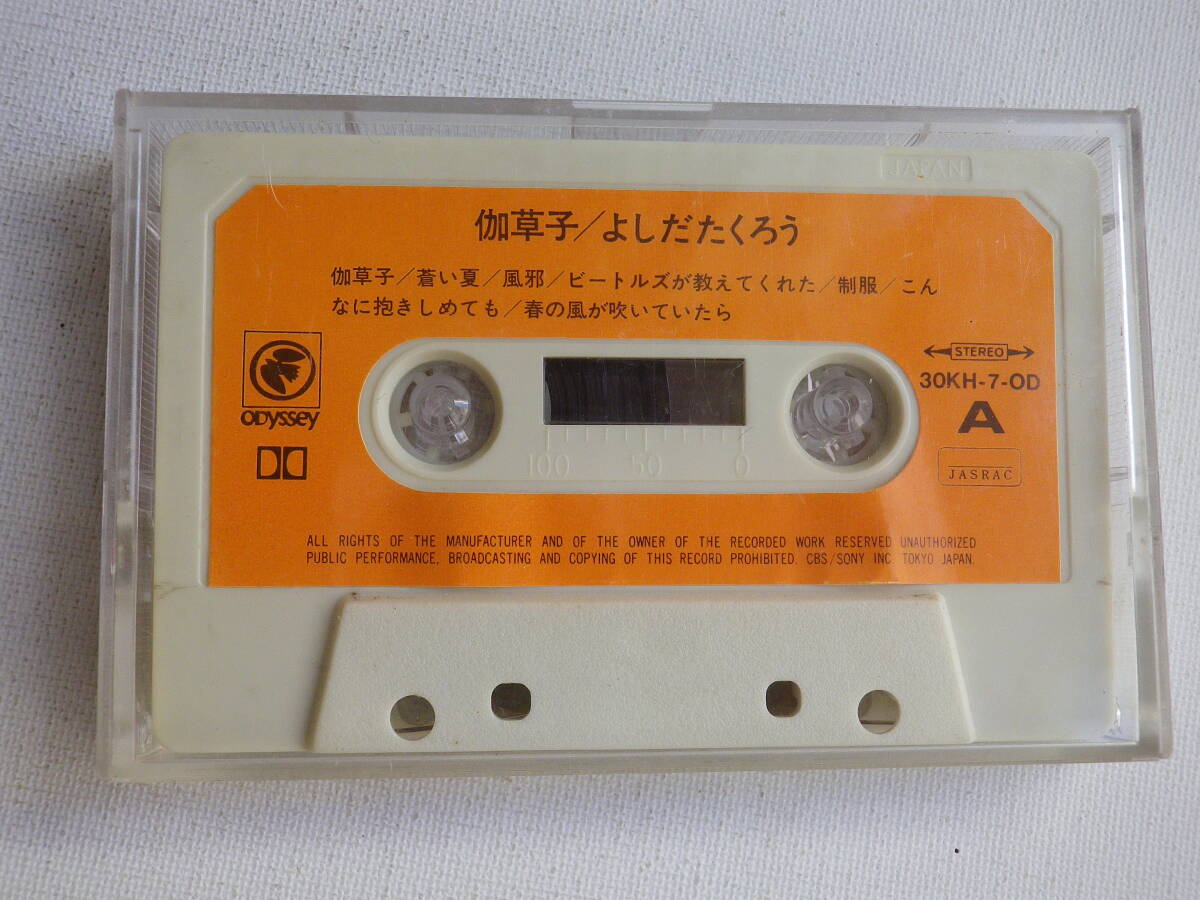 JAPAN
伽草子/よしだたくろう
伽草子/蒼い夏/風邪/ビートルズが教えてくれた/制服/こん
なに抱きしめても/春の風が吹いていたら
ODYSSEY
STEREO
30KH-7-OD
A
JASRAC
100 50 0
ALL RIGHTS OF THE MANUFACTURER AND OF THE OWNER OF THE RECORDED WORK RESERVED UNAUTHORIZED
PUBLIC PERFORMANCE, BROADCASTING AND COPYING OF THIS RECORD PROHIBITED. CBS/SONY INC. TOKYO JAPAN.